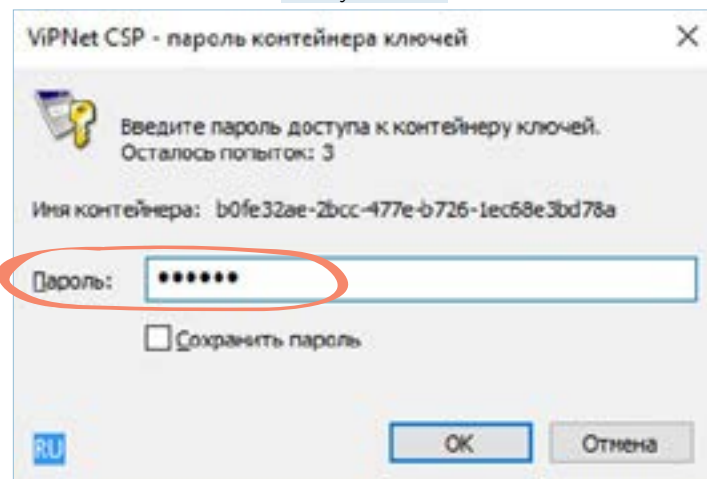 ViPNet CSP - пароль контейнера ключей
Введите пароль доступа к контейнеру ключей.
Осталось попыток: 3
Имя контейнера: b0fe32ae-2bcc-477e-b726-1ec68e3bd78a
Пароль: ••••••
Сохранить пароль
RU
OK
Отмена